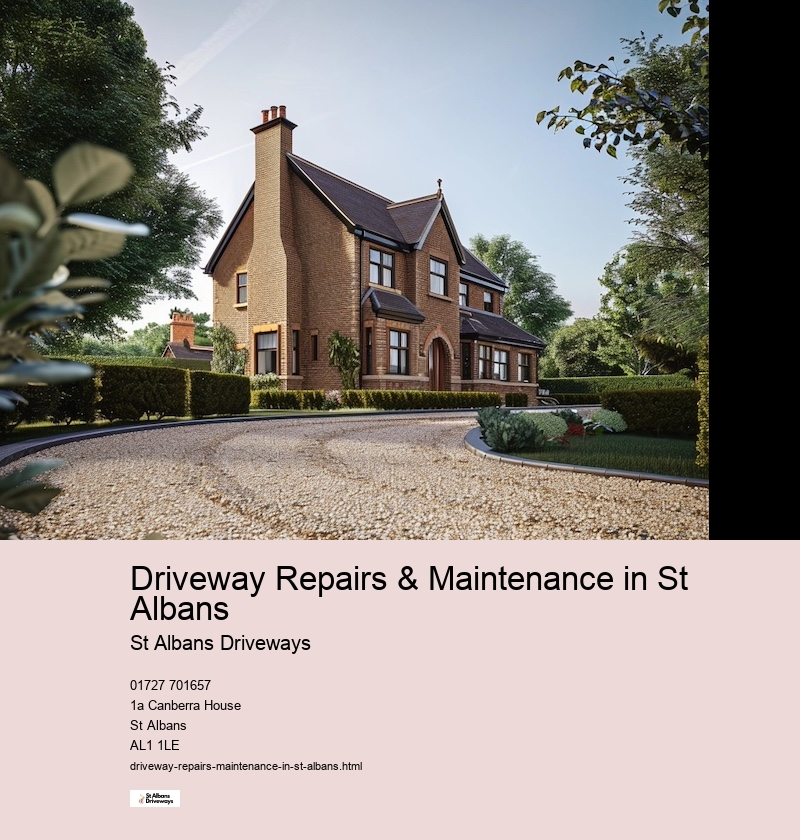 Driveway Repairs & Maintenance in St
Albans
St Albans Driveways
01727 701657
1a Canberra House
St Albans
AL1 1LE
driveway-repairs-maintenance-in-st-albans.html
St Albans
Driveways